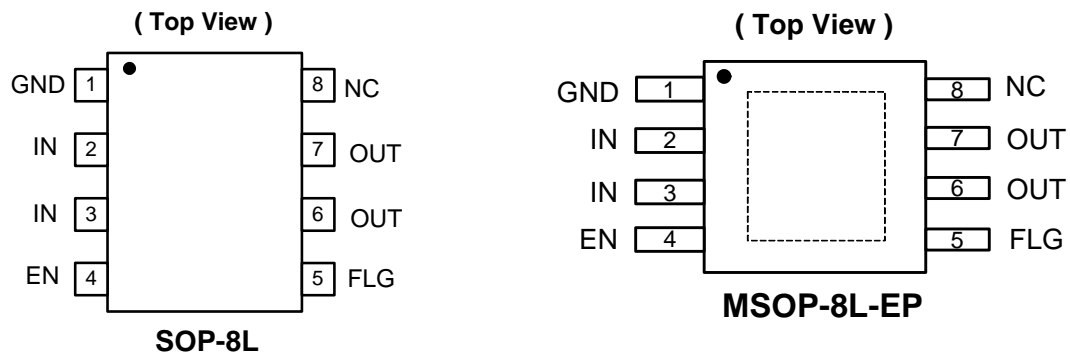 ( Top View )
GND 1 8 NC
IN 2 7 OUT
IN 3 6 OUT
EN 4 5 FLG
SOP-8L
( Top View )
GND 1 8 NC
IN 2 7 OUT
IN 3 6 OUT
EN 4 5 FLG
MSOP-8L-EP